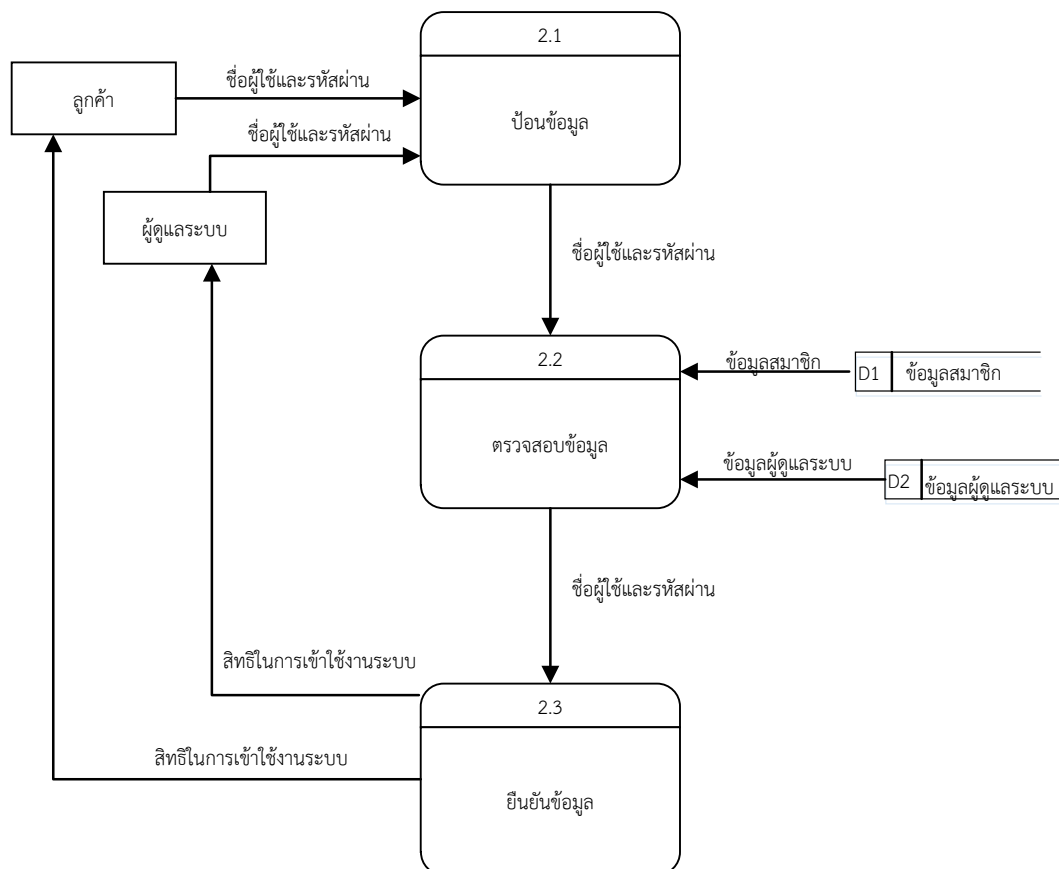 2.1
ชื่อผู้ใช้และรหัสผ่าน
ลูกค้า
ป้อนข้อมูล
ชื่อผู้ใช้และรหัสผ่าน
ผู้ดูแลระบบ
ชื่อผู้ใช้และรหัสผ่าน
2.2
ข้อมูลสมาชิก
D1 ข้อมูลสมาชิก
ตรวจสอบข้อมูล
ข้อมูลผู้ดูแลระบบ
D2 ข้อมูลผู้ดูแลระบบ
ชื่อผู้ใช้และรหัสผ่าน
สิทธิในการเข้าใช้งานระบบ
2.3
สิทธิในการเข้าใช้งานระบบ
ยืนยันข้อมูล